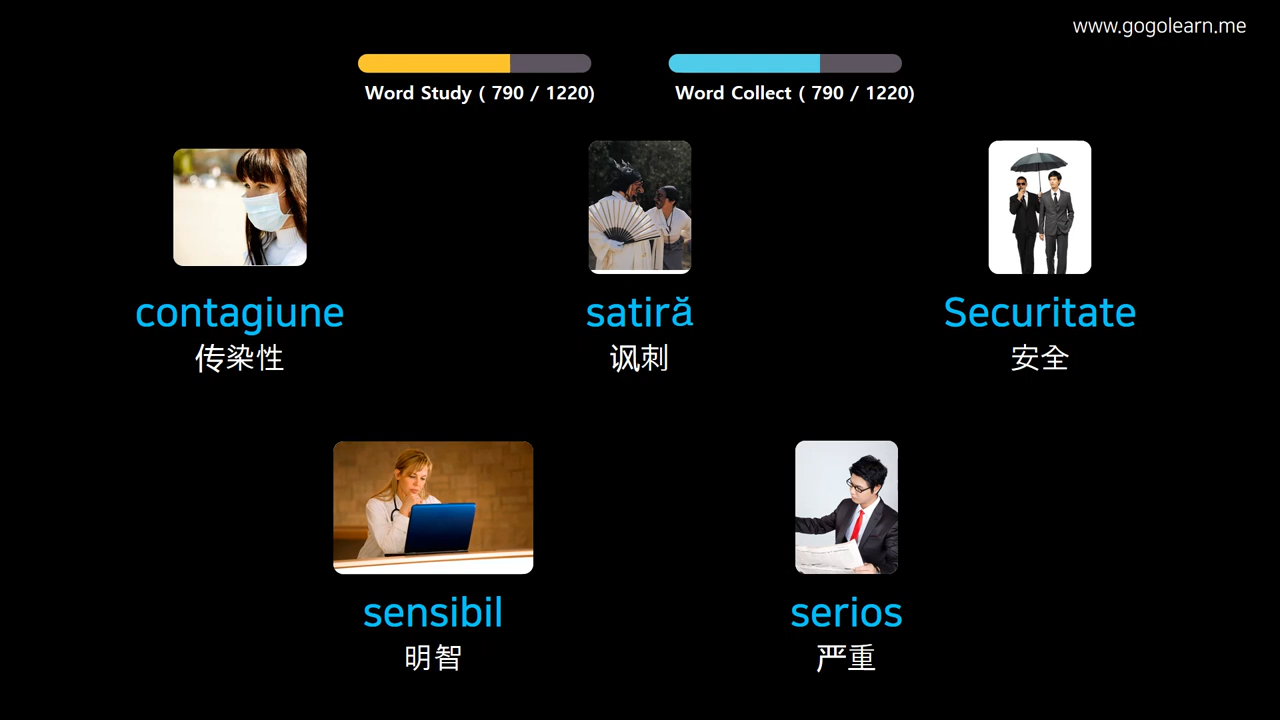 www.gogolearn.me
Word Study ( 790 / 1220)
Word Collect ( 790 / 1220)
contagiune
传染性
satiră
讽刺
Securitate
安全
sensibil
明智
serios
严重